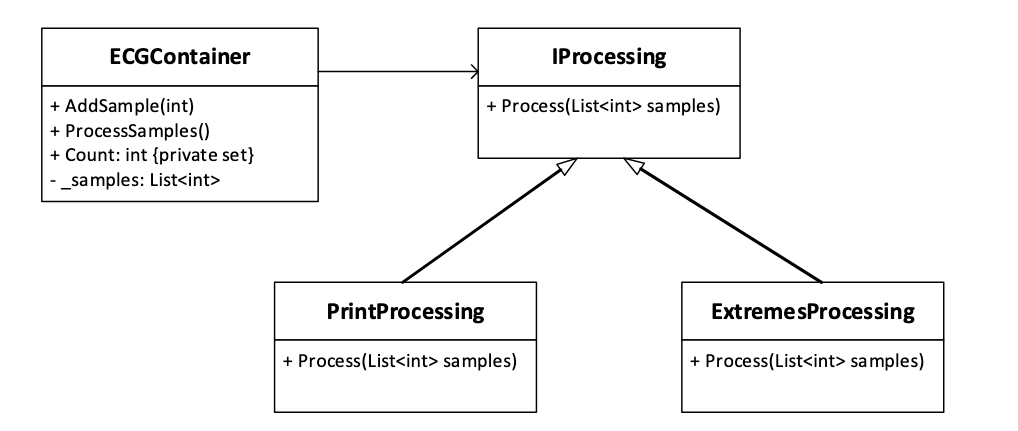 ECGContainer
+ AddSample(int)
+ ProcessSamples()
+ Count: int {private set}
- _samples: List<int>
IProcessing
+ Process(List<int> samples)
PrintProcessing
+ Process(List<int> samples)
ExtremesProcessing
+ Process(List<int> samples)